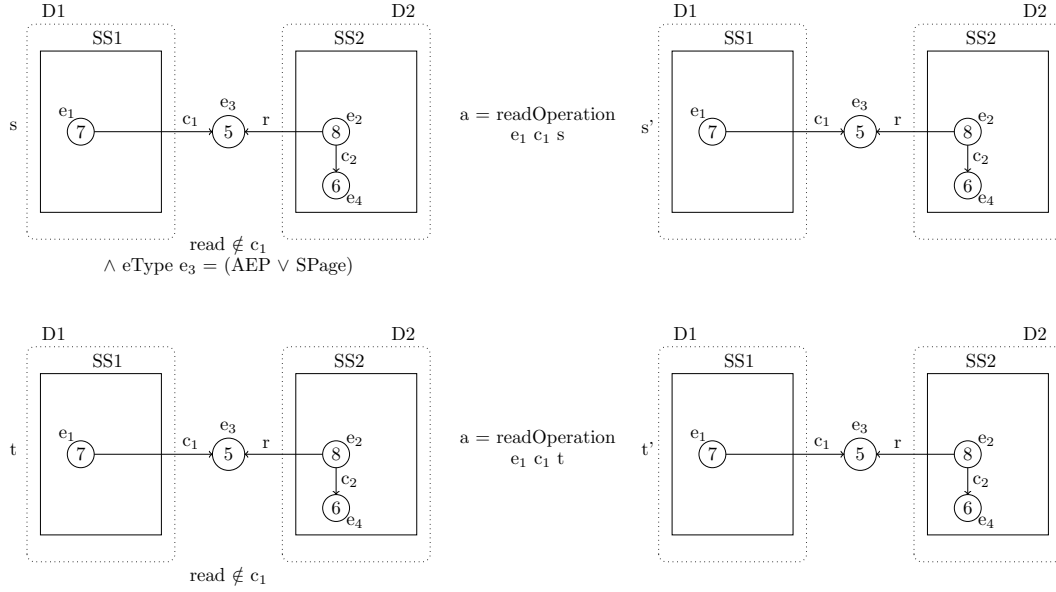 D1
D2
SS1
SS2
e₁
7
c₁
e₃
5
r
8
e₂
c₂
6
e₄
s
read ∉ c₁
∧ eType e₃ = (AEP ∨ SPage)
a = readOperation
e₁ c₁ s
D1
D2
SS1
SS2
e₁
7
c₁
e₃
5
r
8
e₂
c₂
6
e₄
s'
D1
D2
SS1
SS2
e₁
7
c₁
e₃
5
r
8
e₂
c₂
6
e₄
t
read ∉ c₁
a = readOperation
e₁ c₁ t
D1
D2
SS1
SS2
e₁
7
c₁
e₃
5
r
8
e₂
c₂
6
e₄
t'